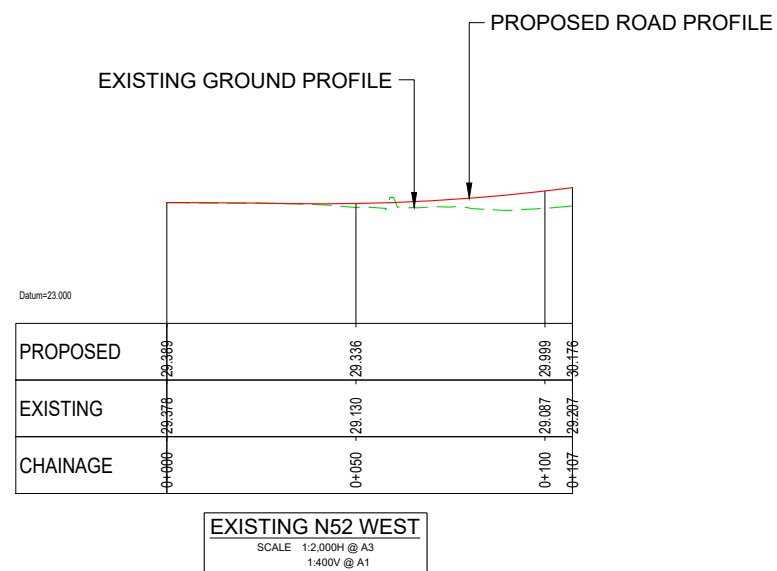 PROPOSED ROAD PROFILE
EXISTING GROUND PROFILE
Datum=23.000
PROPOSED 29.389 29.336 29.999 30.176
EXISTING 29.378 29.130 29.087 29.207
CHAINAGE 0+000 0+050 0+100 0+107
EXISTING N52 WEST
SCALE 1:2,000H @ A3
1:400V @ A1